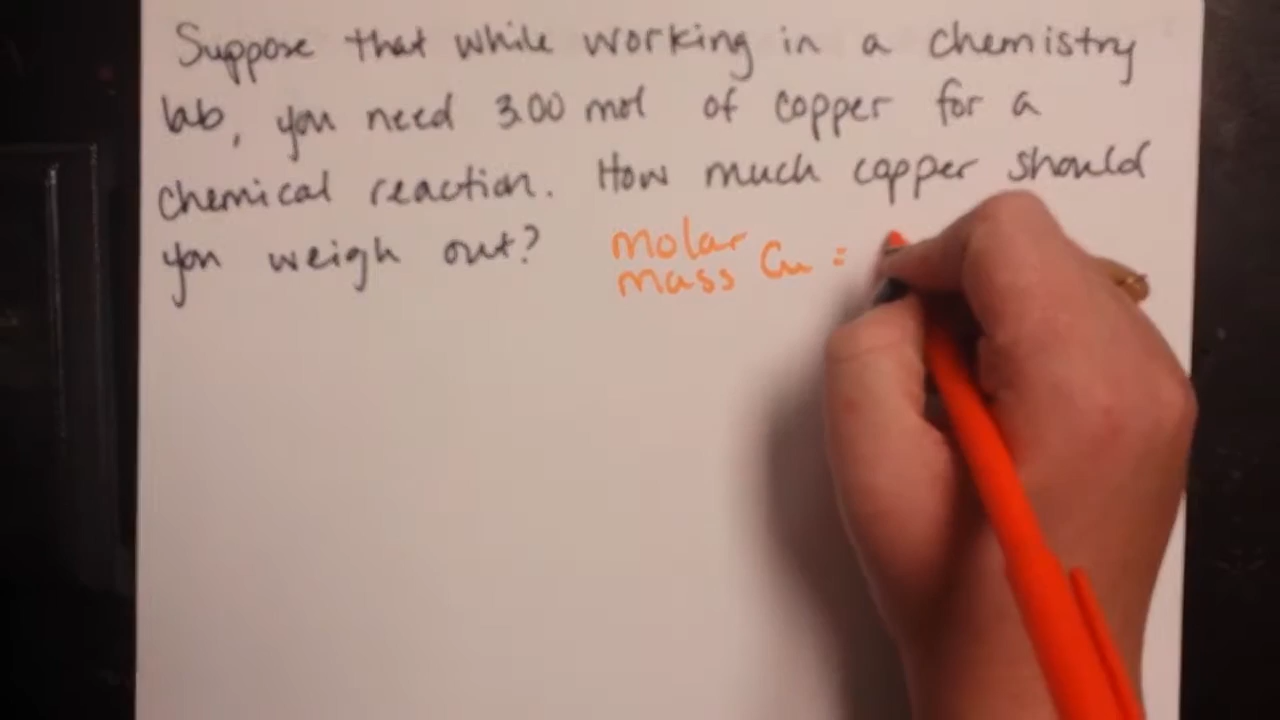 Suppose that while working in a chemistry
lab, you need 3.00 mol of copper for a
chemical reaction. How much copper should
you weigh out?
molar
mass Cu =